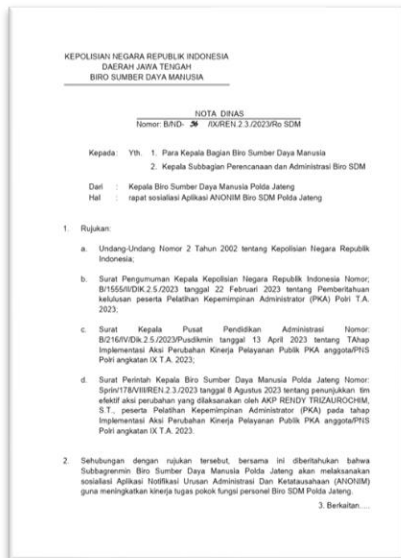 KEPOLISIAN NEGARA REPUBLIK INDONESIA
DAERAH JAWA TENGAH
BIRO SUMBER DAYA MANUSIA
NOTA DINAS
Nomor: B/ND- /IX/REN.2.3./2023/Ro SDM
Kepada: Yth. 1. Para Kepala Bagian Biro Sumber Daya Manusia
2. Kepala Subbagian Perencanaan dan Administrasi Biro SDM
Dari : Kepala Biro Sumber Daya Manusia Polda Jateng
Hal : rapat sosialiasi Aplikasi ANONIM Biro SDM Polda Jateng
1. Rujukan:
a. Undang-Undang Nomor 2 Tahun 2002 tentang Kepolisian Negara Republik
Indonesia;
b. Surat Pengumuman Kepala Kepolisian Negara Republik Indonesia Nomor;
B/1555/II/DIK.2.5./2023 tanggal 22 Februari 2023 tentang Pemberitahuan
kelulusan peserta Pelatihan Kepemimpinan Administrator (PKA) Polri T.A.
2023;
c. Surat Kepala Pusat Pendidikan Administrasi Nomor:
B/216/IV/Dik.2.5./2023/Pusdikmin tanggal 13 April 2023 tentang TAhap
Implementasi Aksi Perubahan Kinerja Pelayanan Publik PKA anggota/PNS
Polri angkatan IX T.A. 2023;
d. Surat Perintah Kepala Biro Sumber Daya Manusia Polda Jateng Nomor:
Sprin/178/VIII/REN.2.3./2023 tanggal 8 Agustus 2023 tentang penunjukkan tim
efektif aksi perubahan yang dilaksanakan oleh AKP RENDY TRIZAUROCHIM,
S.T., peserta Pelatihan Kepemimpinan Administrator (PKA) pada tahap
Implementasi Aksi Perubahan Kinerja Pelayanan Publik PKA anggota/PNS
Polri angkatan IX T.A. 2023.
2. Sehubungan dengan rujukan tersebut, bersama ini diberitahukan bahwa
Subbagrenmin Biro Sumber Daya Manusia Polda Jateng akan melaksanakan
sosialiasi Aplikasi Notifikasi Urusan Administrasi Dan Ketatausahaan (ANONIM)
guna meningkatkan kinerja tugas pokok fungsi personel Biro SDM Polda Jateng.
3. Berkaitan....